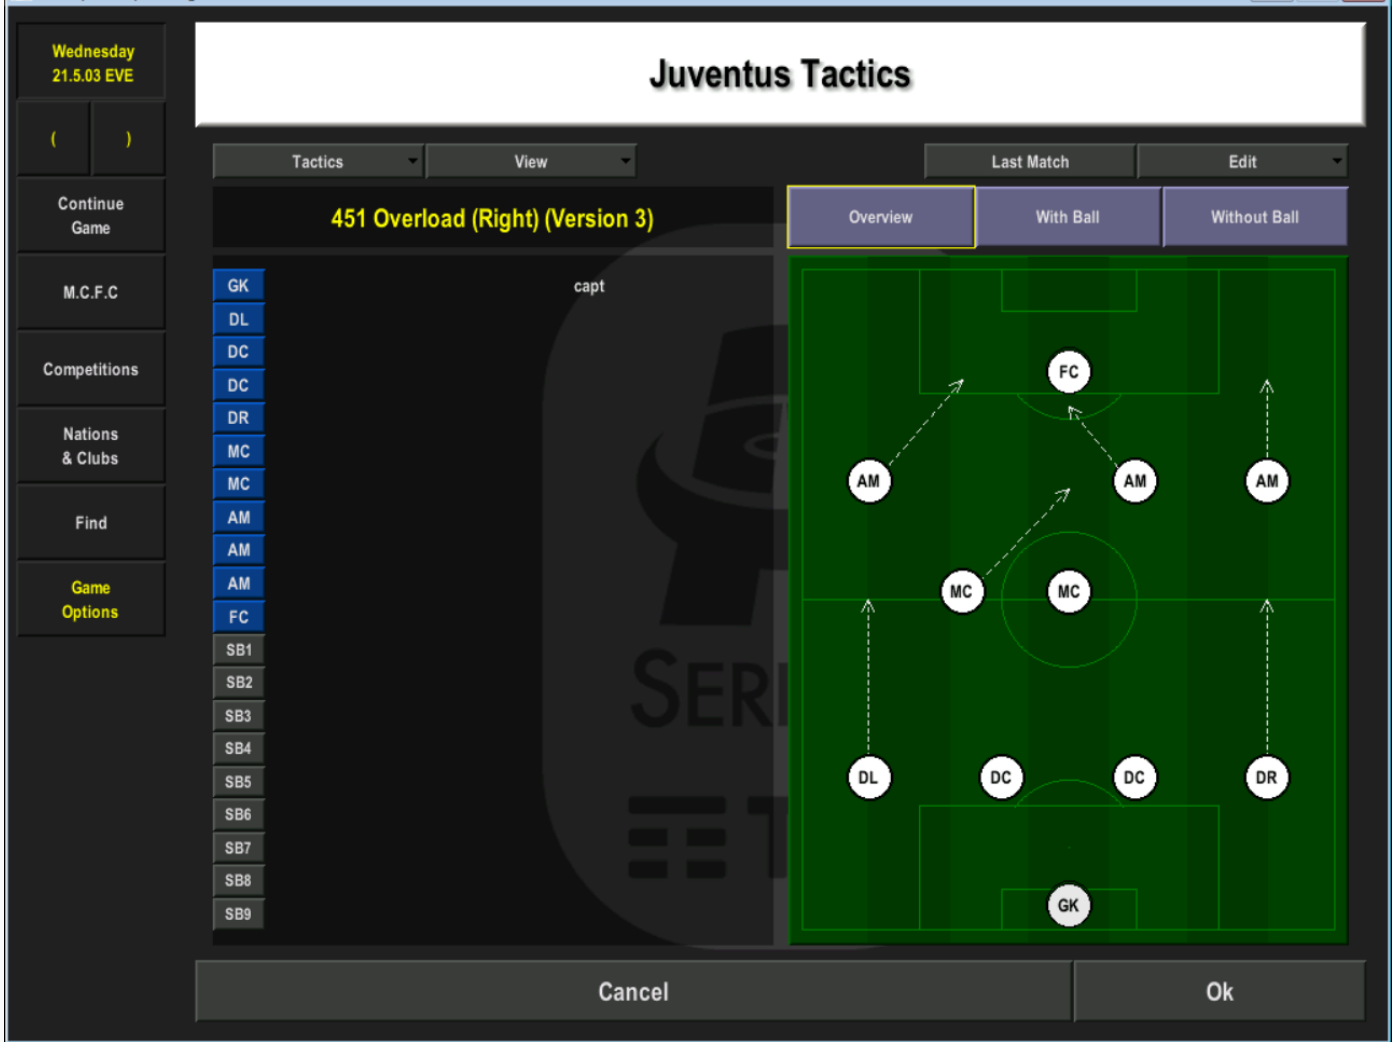 Juventus Tactics
Wednesday
21.5.03 EVE
( )
Continue
Game
M.C.F.C
Competitions
Nations
& Clubs
Find
Game
Options
Tactics View Last Match Edit
451 Overload (Right) (Version 3)
Overview With Ball Without Ball
GK capt
DL
DC
DC
DR
MC
MC
AM
AM
AM
FC
SB1
SB2
SB3
SB4
SB5
SB6
SB7
SB8
SB9
FC
AM AM AM
MC MC
DL DC DC DR
GK
Cancel Ok